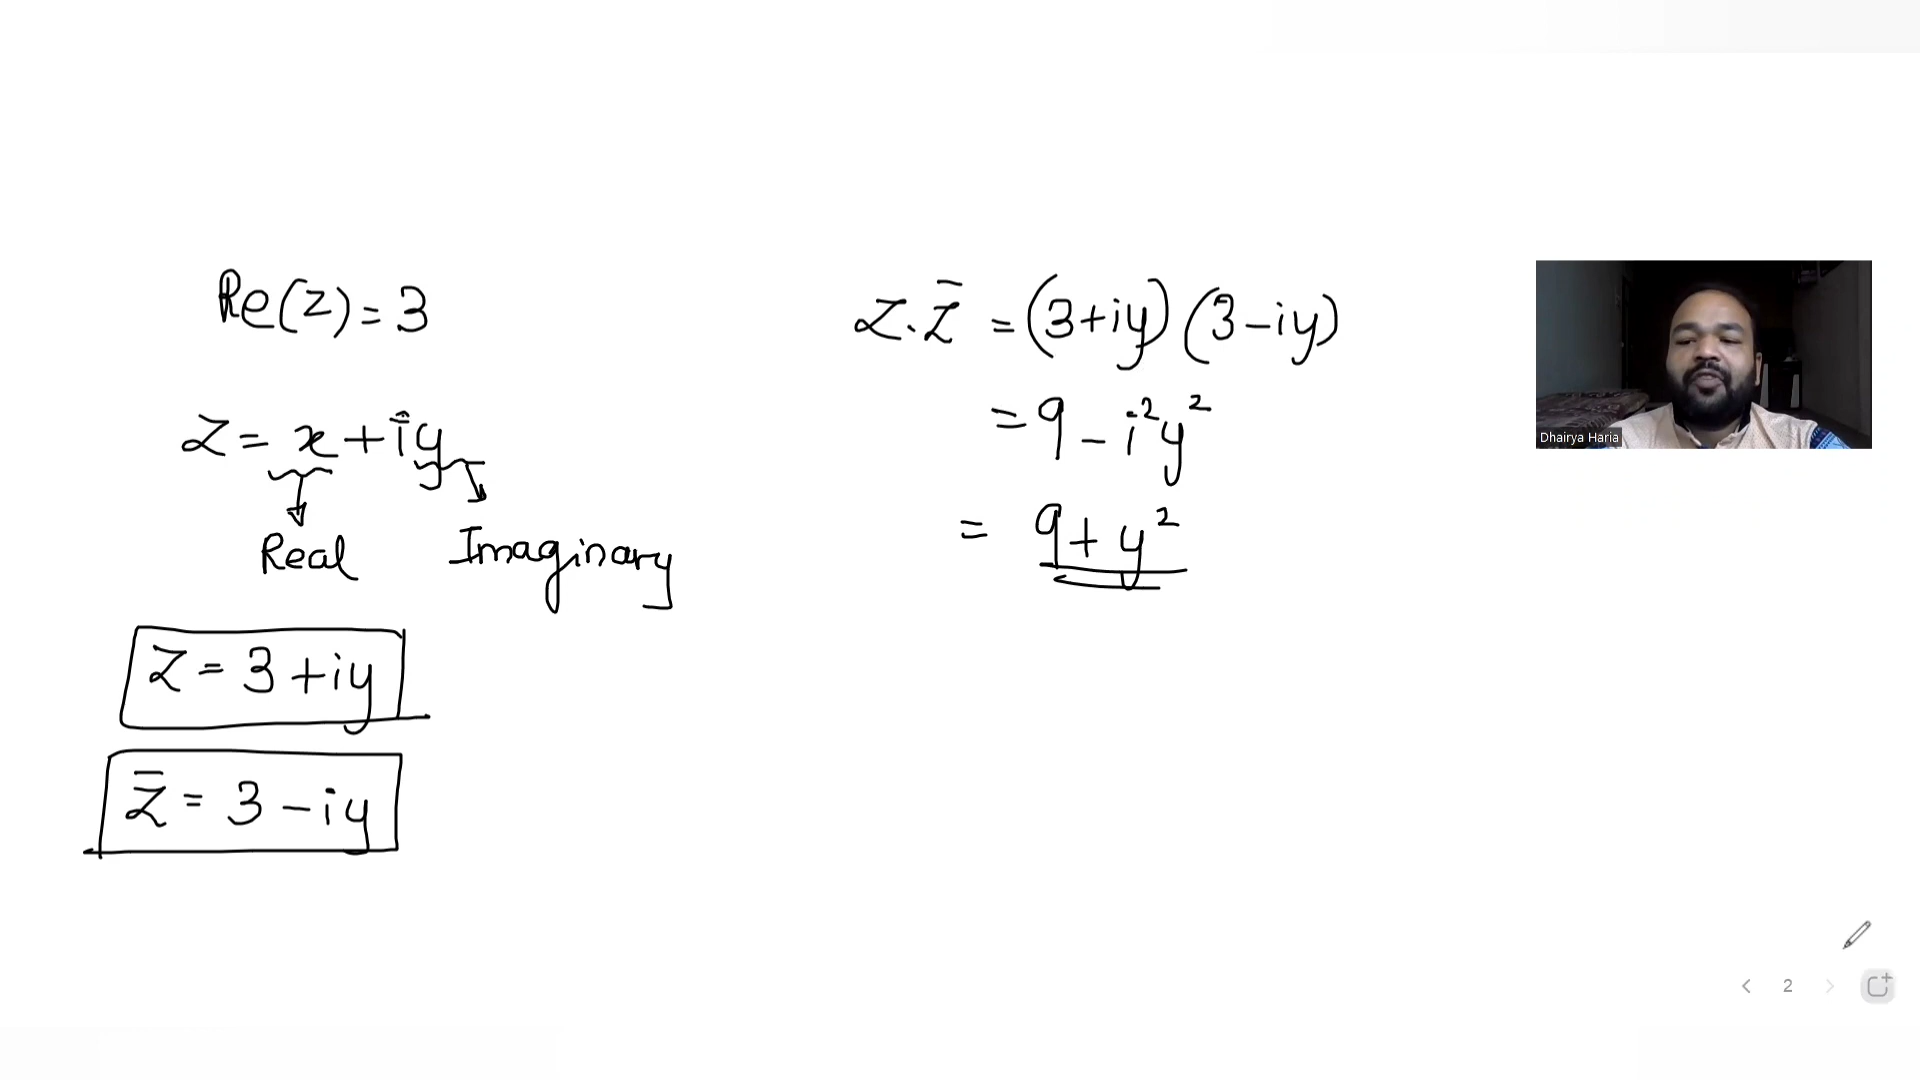 Re(z) = 3
z = x + iy
Real Imaginary
z = 3 + iy
z̄ = 3 - iy
z . z̄ = (3 + iy) (3 - iy)
= 9 - i²y²
= 9 + y²
Dhairya Haria
2